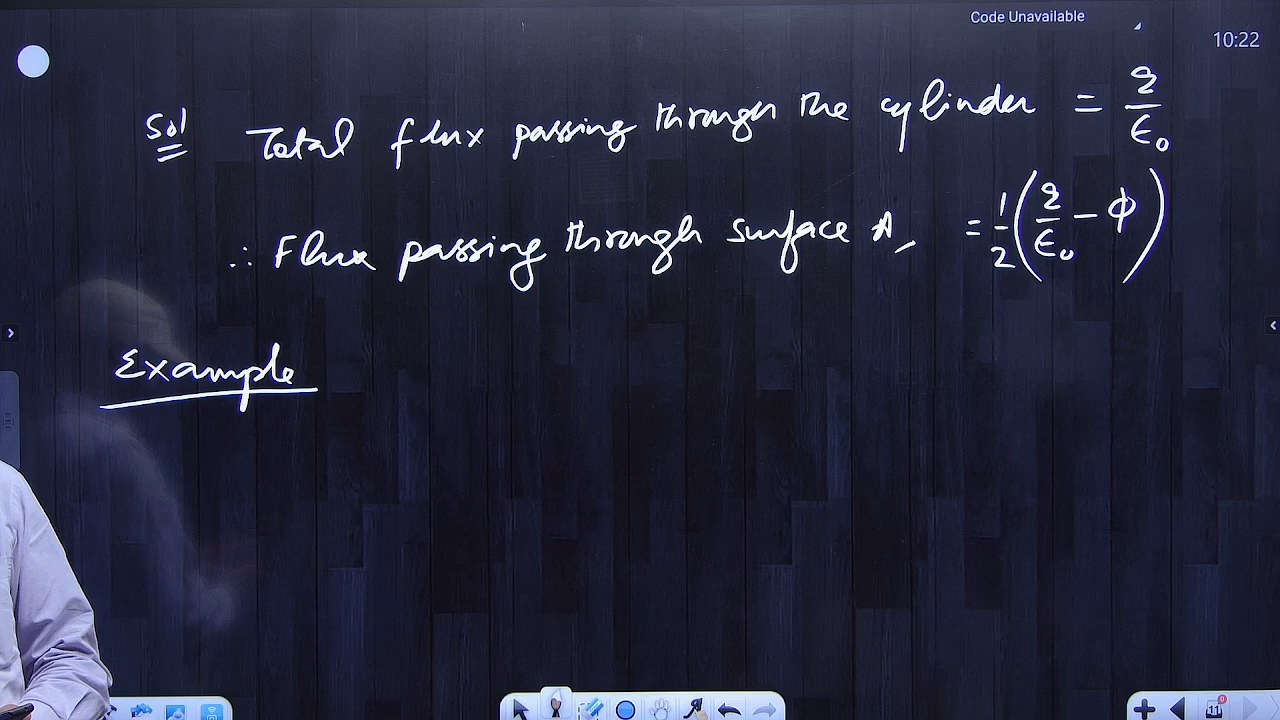 Code Unavailable
10:22
Sol Total flux passing through the cylinder = q/ε₀
∴ Flux passing through surface A, = 1/2 (q/ε₀ − ϕ)
Example